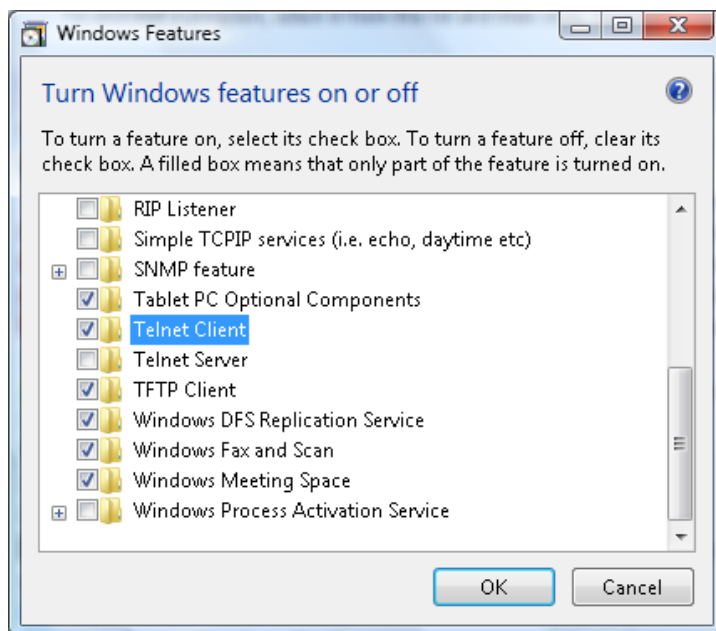 Windows Features
Turn Windows features on or off
To turn a feature on, select its check box. To turn a feature off, clear its
check box. A filled box means that only part of the feature is turned on.
RIP Listener
Simple TCPIP services (i.e. echo, daytime etc)
SNMP feature
Tablet PC Optional Components
Telnet Client
Telnet Server
TFTP Client
Windows DFS Replication Service
Windows Fax and Scan
Windows Meeting Space
Windows Process Activation Service
OK Cancel